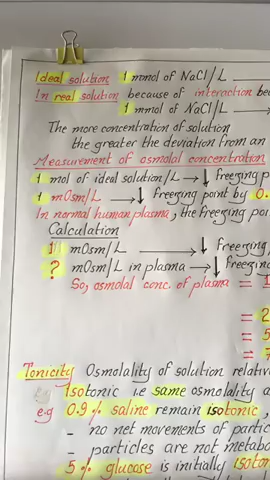 Ideal solution 1 mmol of NaCl/L
In real solution because of interaction be
1 mmol of NaCl/L
The more concentration of solution
the greater the deviation from an
Measurement of osmolal concentration
1 mol of ideal solution/L → ↓ freezing p
1 mOsm/L → ↓ freezing point by 0.
In normal human plasma, the freezing poi
Calculation
1 mOsm/L → ↓ freezing
? mOsm/L in plasma → ↓ freezin
So, osmolal conc. of plasma = 1
= 2
= 5
Tonicity Osmolality of solution relative
Isotonic i.e same osmolality a
e.g 0.9 % saline remain isotonic,
- no net movements of partic
- particles are not metabo
5 % glucose is initially isoton